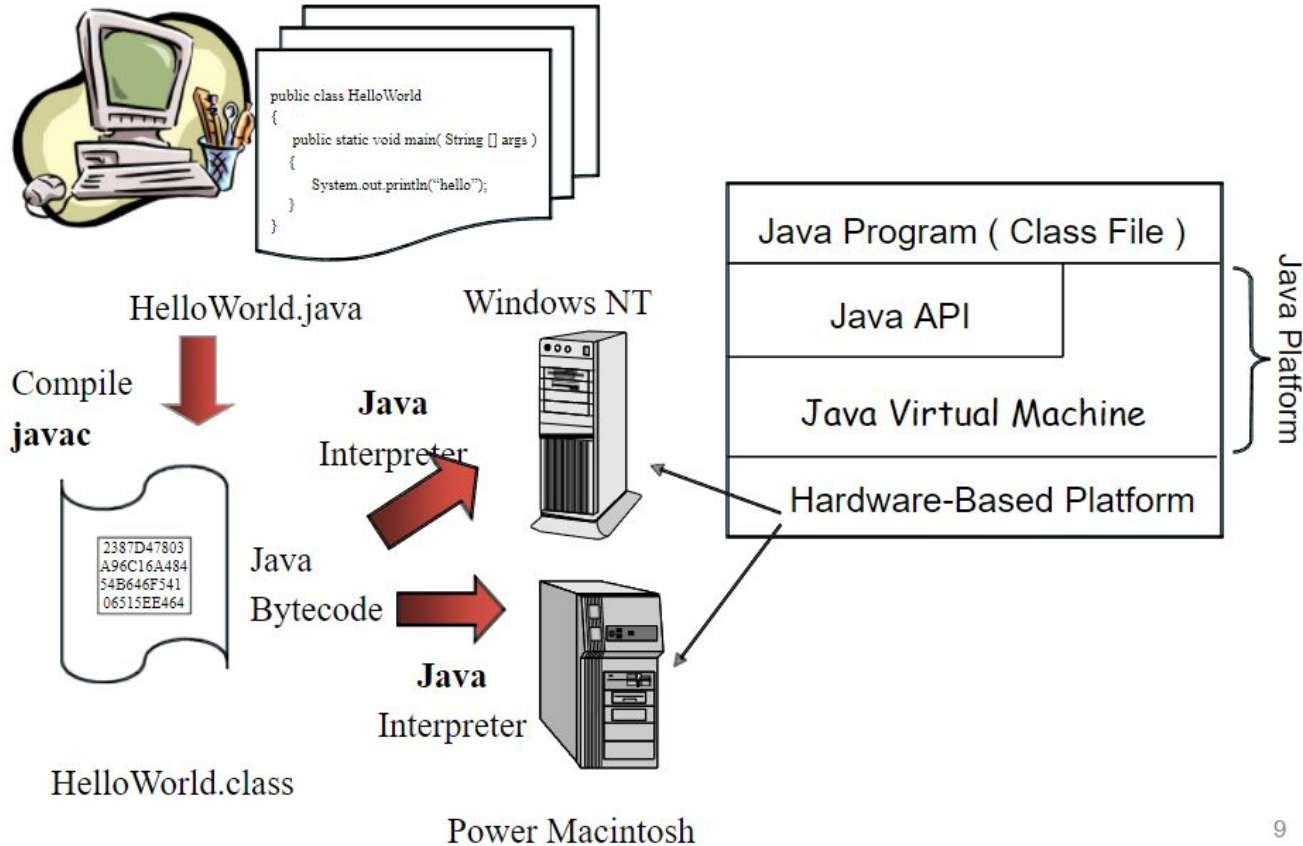 public class HelloWorld
{
public static void main( String [] args )
{
System.out.println(“hello”);
}
}
HelloWorld.java
Compile
javac
2387D47803
A96C16A484
54B646F541
06515EE464
HelloWorld.class
Java
Bytecode
Java
Interpreter
Windows NT
Java
Interpreter
Power Macintosh
Java Program ( Class File )
Java API
Java Virtual Machine
Hardware-Based Platform
Java Platform
9